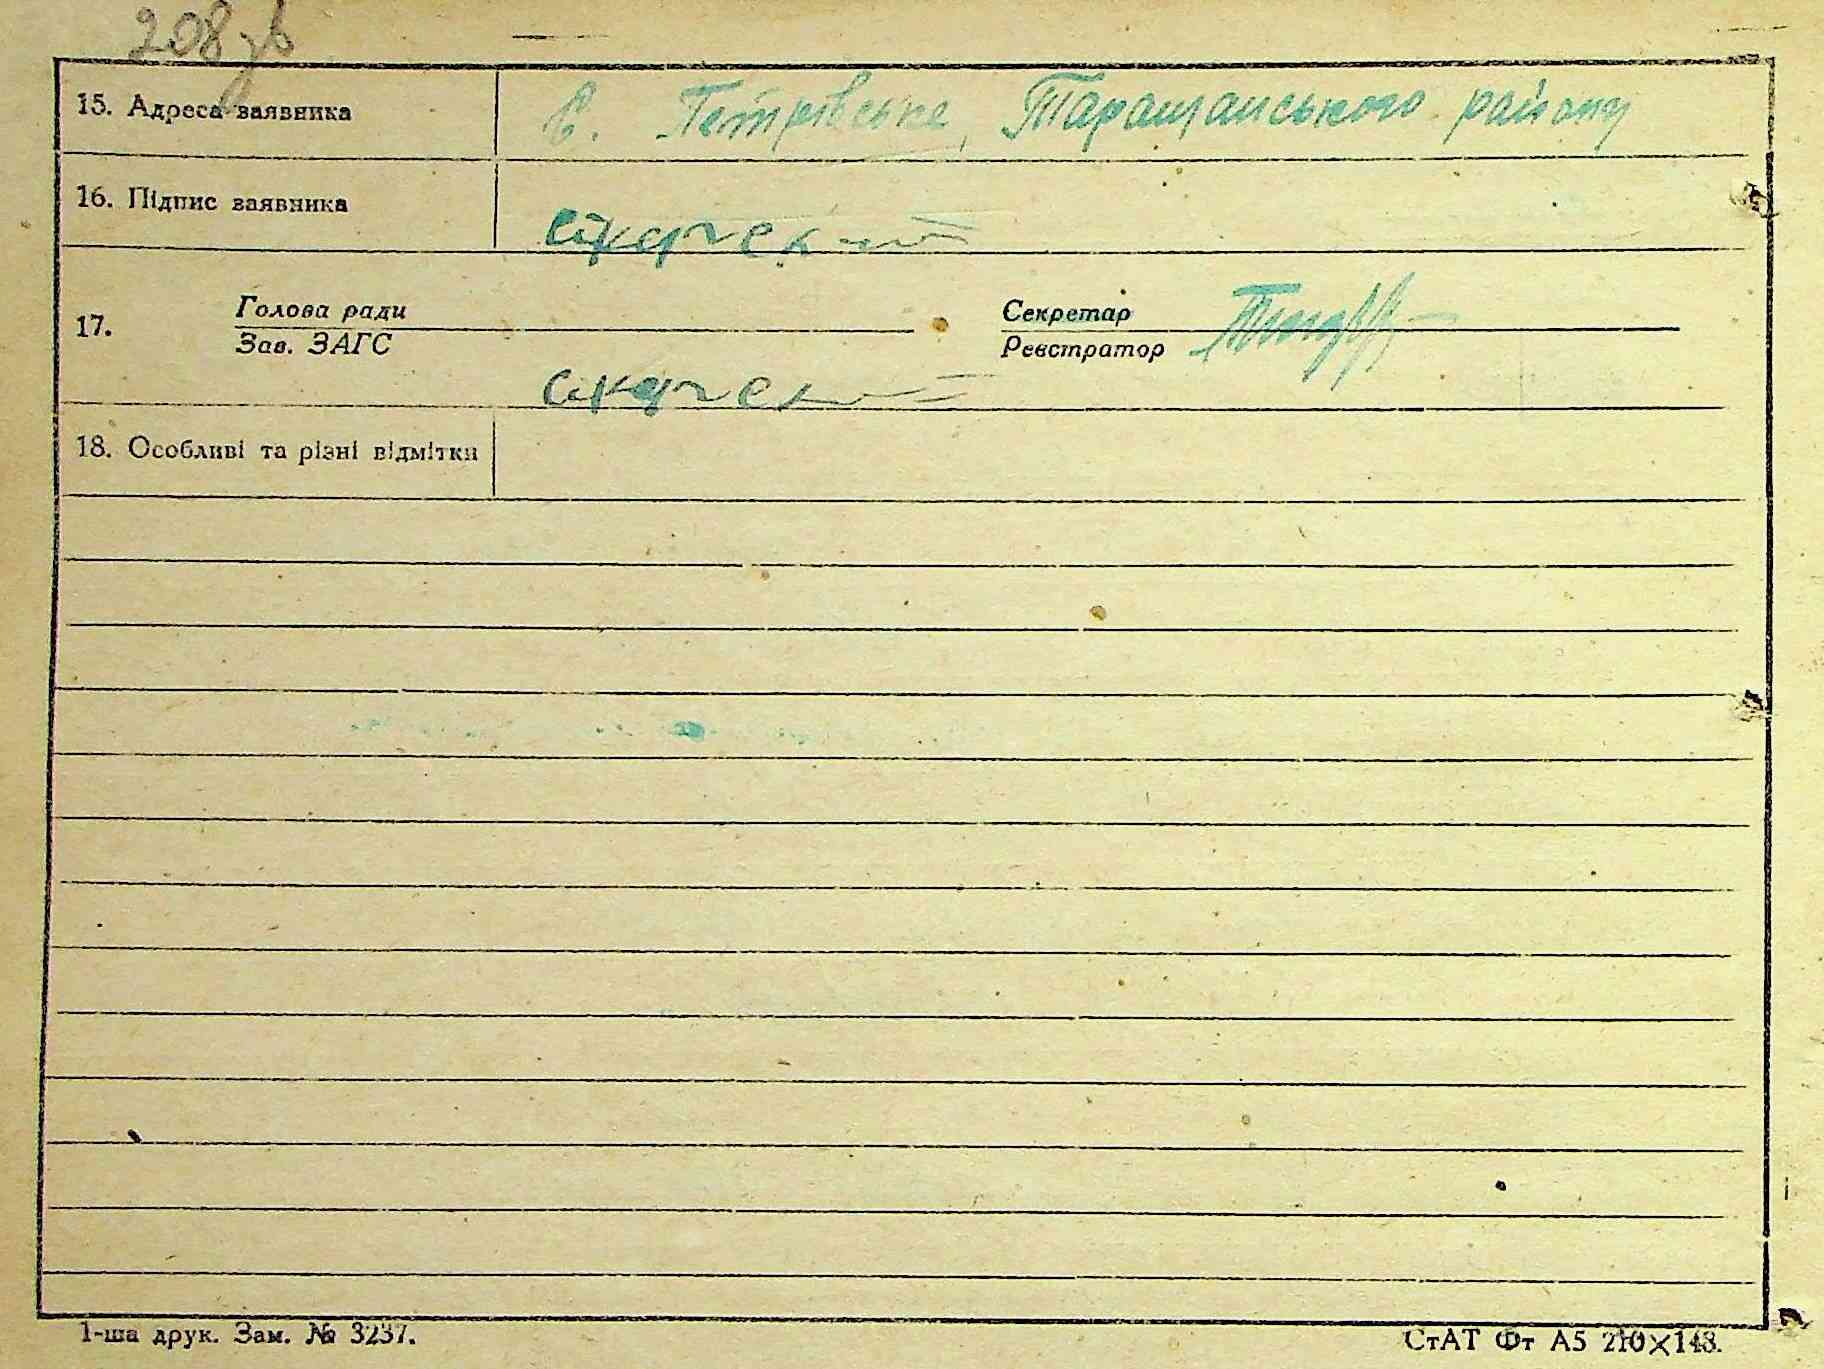 208 зв
15. Адреса заявника с. Петрівське, Таращанського району
16. Підпис заявника
17. Голова ради Секретар
Зав. ЗАГС Реєстратор
18. Особливі та різні відмітки
1-ша друк. Зам. № 3237. СтАТ Фт А5 210×148.